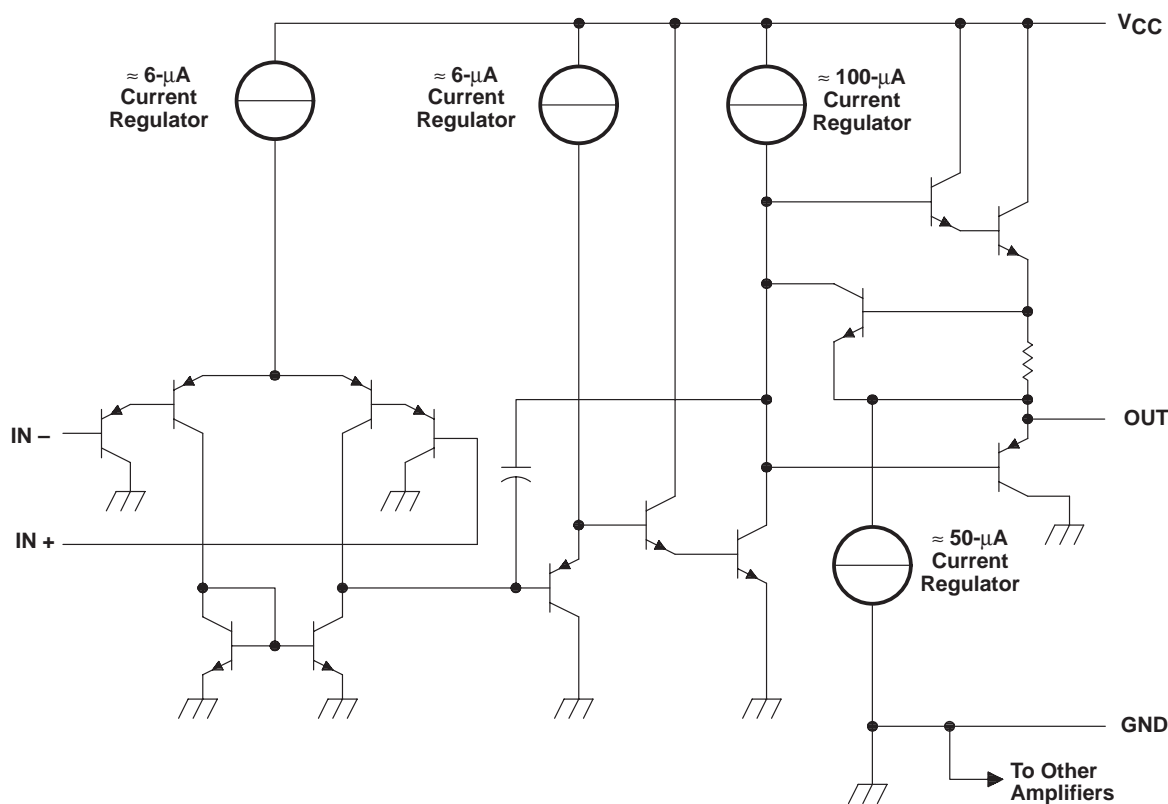 VCC
≈ 6-μA
Current
Regulator
≈ 6-μA
Current
Regulator
≈ 100-μA
Current
Regulator
IN –
OUT
IN +
≈ 50-μA
Current
Regulator
GND
To Other
Amplifiers